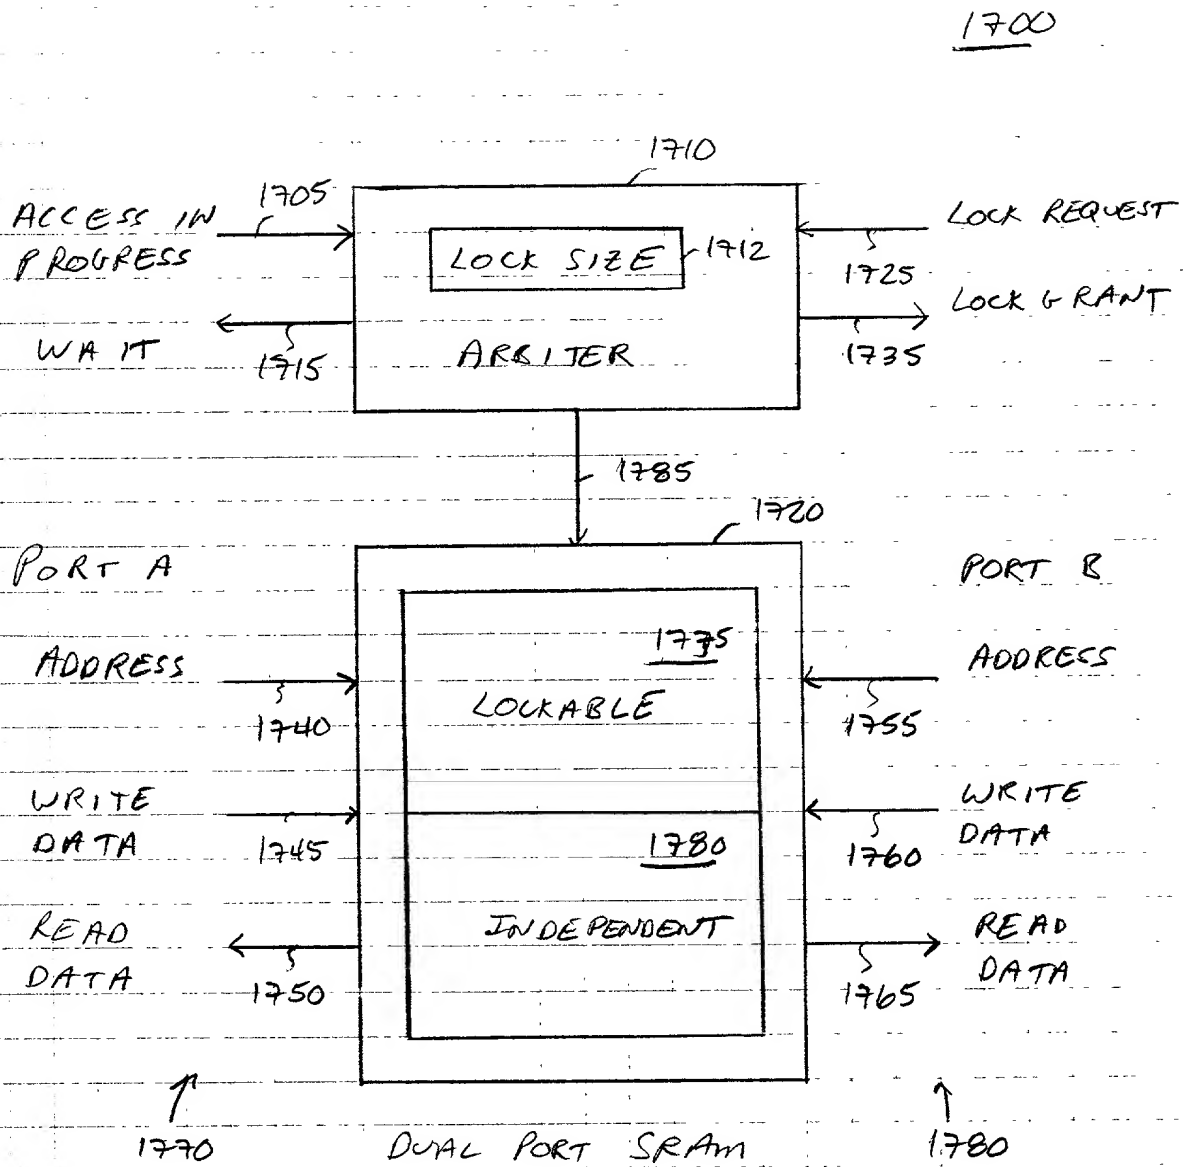 1700
1710
1705
ACCESS IN
PROGRESS
LOCK REQUEST
LOCK SIZE
1712
1725
LOCK GRANT
WAIT
1715
ARBITER
1735
1785
1720
PORT A
PORT B
1775
ADDRESS
ADDRESS
LOCKABLE
1740
1755
WRITE
DATA
1745
1780
WRITE
DATA
1760
READ
DATA
1750
INDEPENDENT
READ
DATA
1765
1770
DUAL PORT SRAM
1780